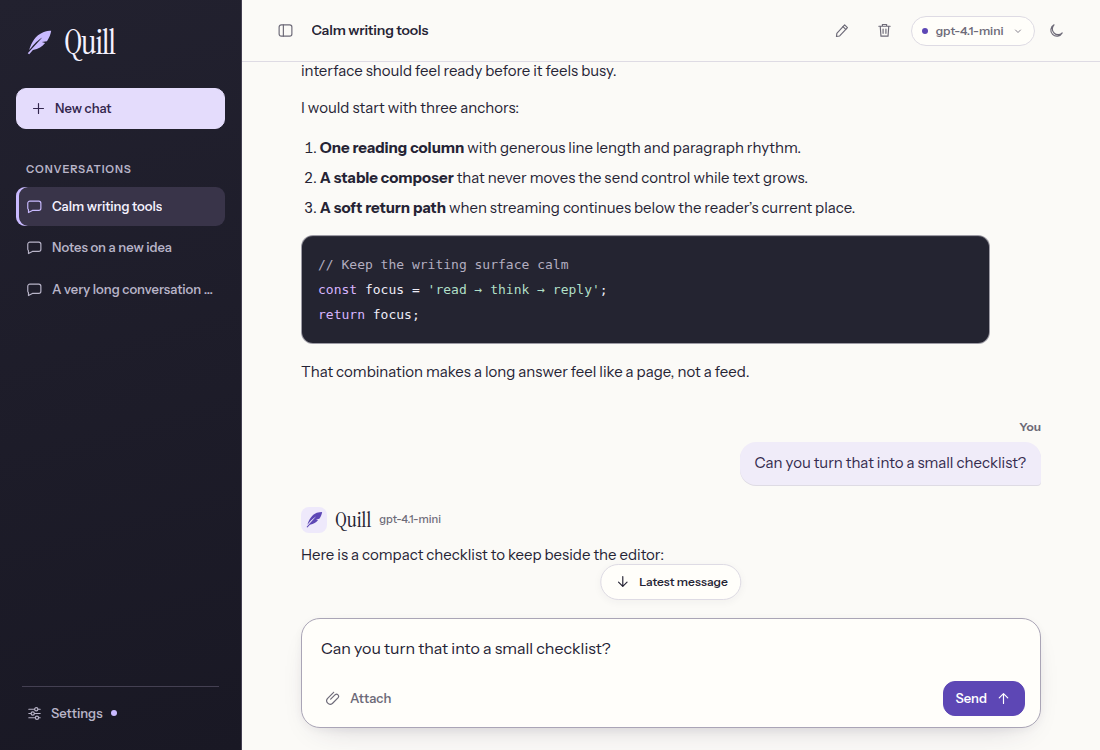 Quill
New chat
CONVERSATIONS
Calm writing tools
Notes on a new idea
A very long conversation ...
Settings
Calm writing tools
gpt-4.1-mini
interface should feel ready before it feels busy.
I would start with three anchors:
1. One reading column with generous line length and paragraph rhythm.
2. A stable composer that never moves the send control while text grows.
3. A soft return path when streaming continues below the reader’s current place.
// Keep the writing surface calm
const focus = 'read → think → reply';
return focus;
That combination makes a long answer feel like a page, not a feed.
You
Can you turn that into a small checklist?
Quill gpt-4.1-mini
Here is a compact checklist to keep beside the editor:
Latest message
Can you turn that into a small checklist?
Attach
Send